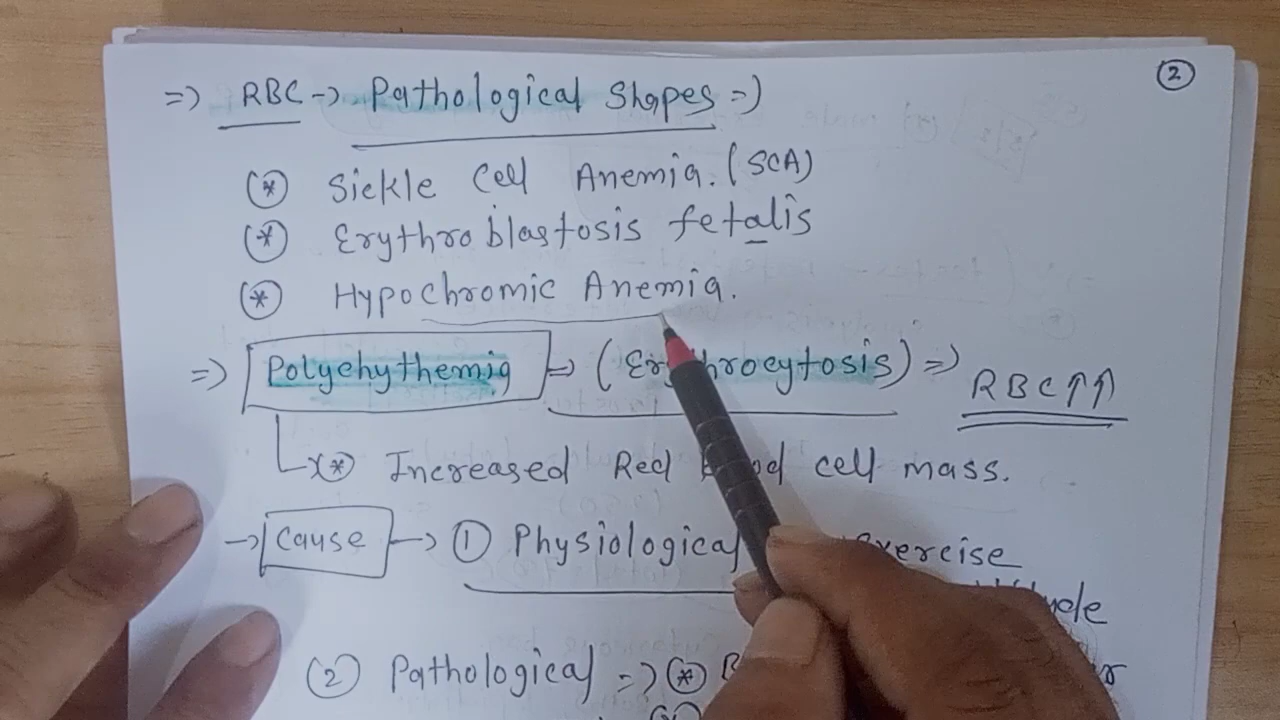 ②
=> RBC -> Pathological Shapes =>
(*) Sickle Cell Anemia. (SCA)
(*) Erythroblastosis fetalis
(*) Hypochromic Anemia.
=> Polychythemia -> (Erythrocytosis) => RBC↑↑
(*) Increased Red cell mass.
-> Cause -> ① Physiological Exercise
② Pathological => (*)